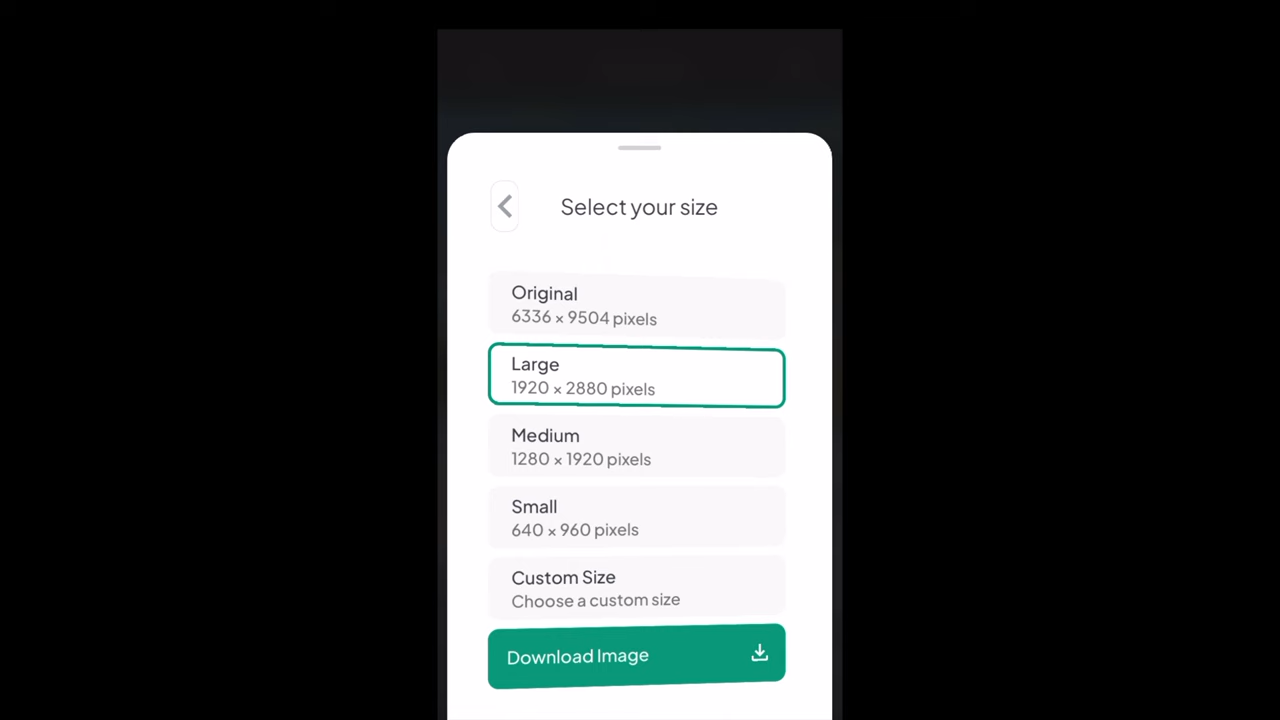 Select your size
Original
6336 × 9504 pixels
Large
1920 × 2880 pixels
Medium
1280 × 1920 pixels
Small
640 × 960 pixels
Custom Size
Choose a custom size
Download Image